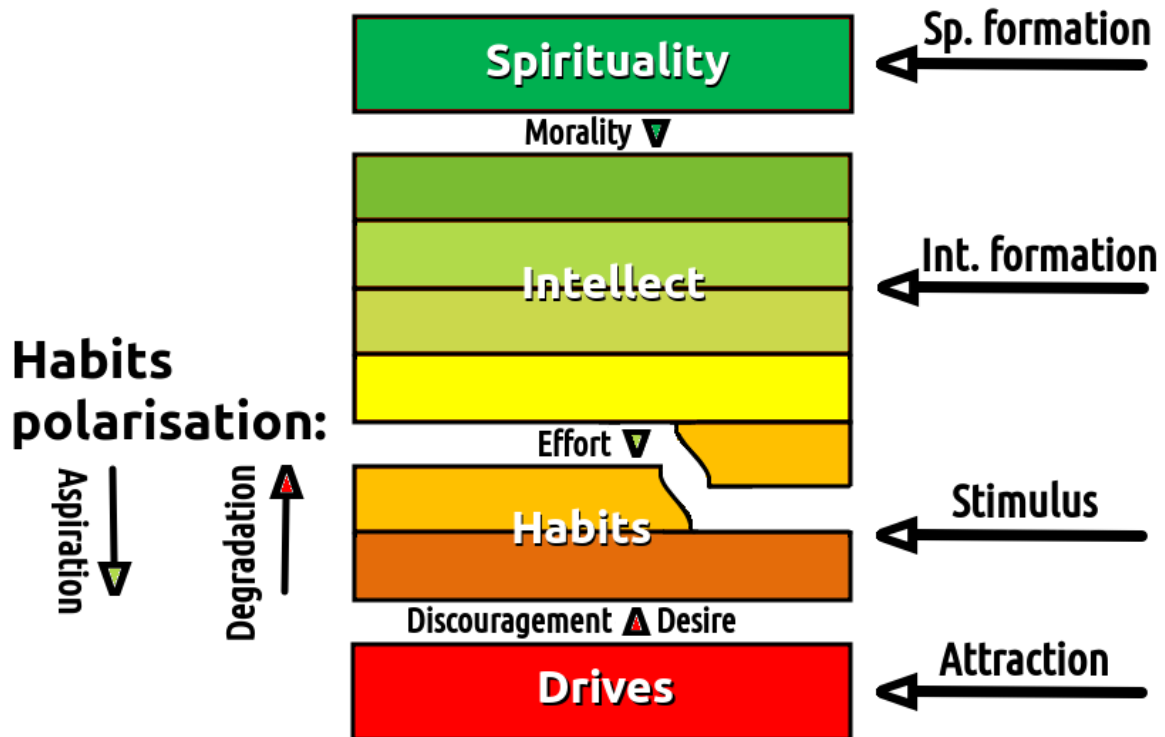 Sp. formation
Spirituality
Morality
Int. formation
Intellect
Habits
polarisation:
Aspiration
Degradation
Effort
Stimulus
Habits
Discouragement Desire
Attraction
Drives